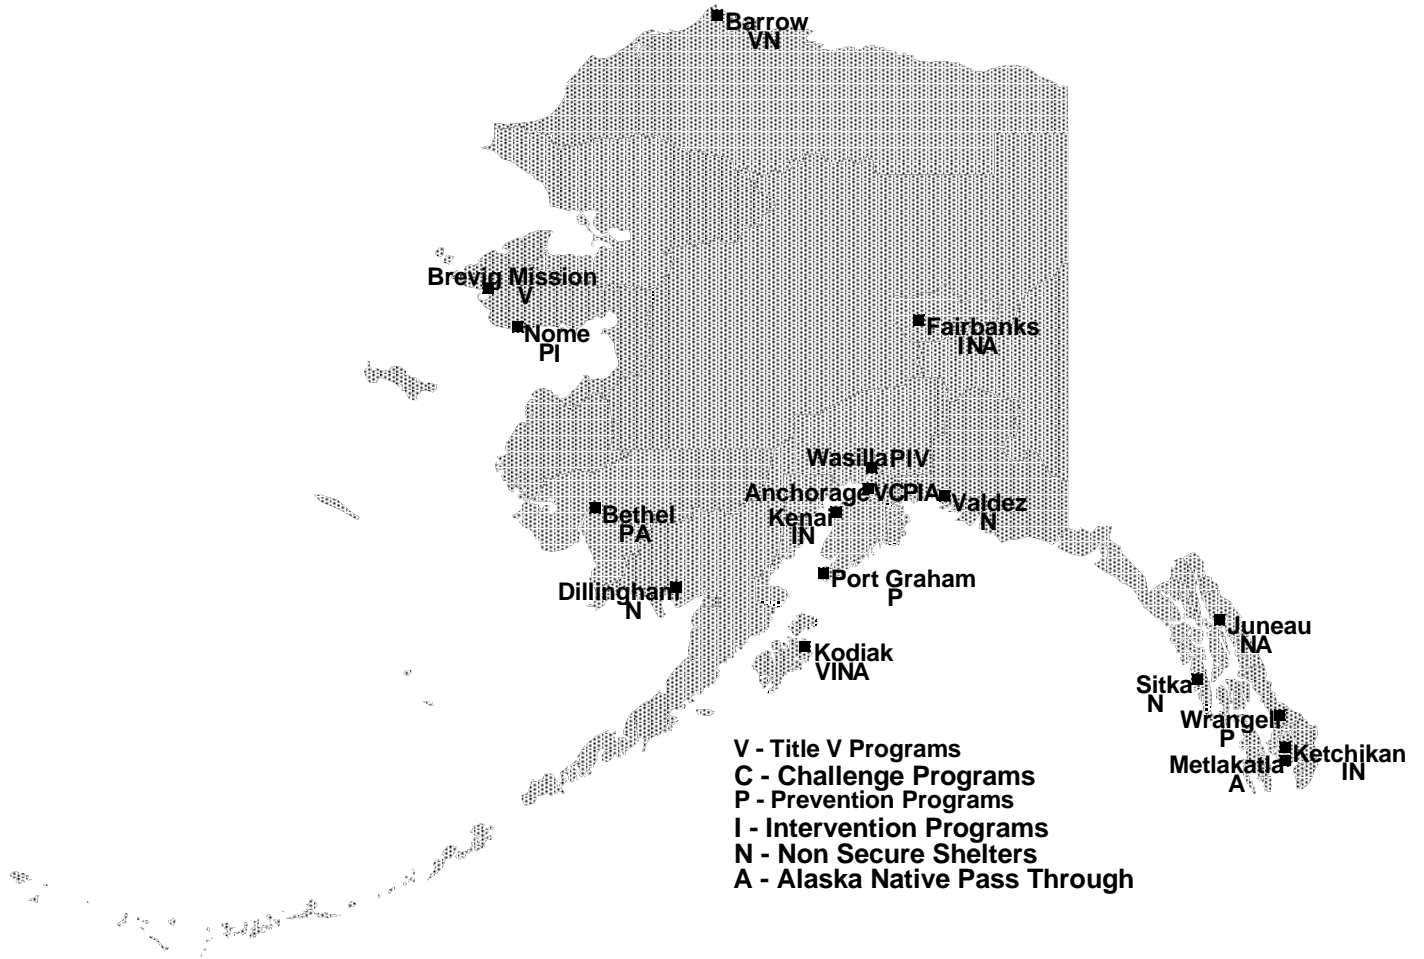 Barrow
VN
Brevig Mission
V
Nome
PI
Fairbanks
INA
Wasilla PIV
Anchorage VCPIA
Valdez
N
Kenai
IN
Bethel
PA
Port Graham
P
Dillingham
N
Kodiak
VINA
Juneau
NA
Sitka
N
Wrangell
P
Ketchikan
IN
Metlakatla
A
V - Title V Programs
C - Challenge Programs
P - Prevention Programs
I - Intervention Programs
N - Non Secure Shelters
A - Alaska Native Pass Through